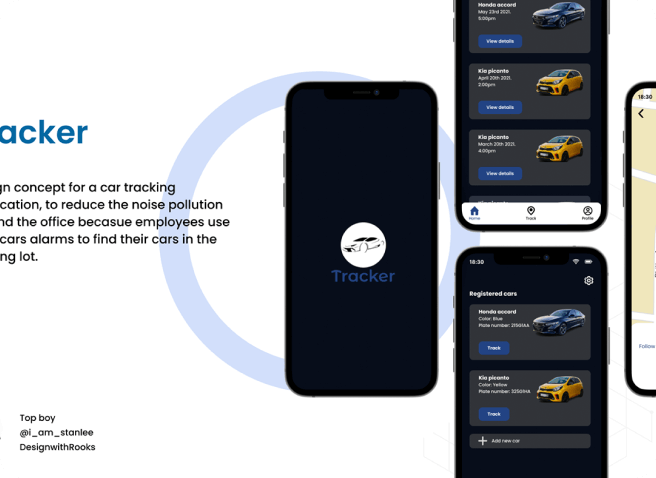 acker
gn concept for a car tracking
cation, to reduce the noise pollution
nd the office becasue employees use
cars alarms to find their cars in the
ng lot.
Top boy
@i_am_stanlee
DesignwithRooks
Tracker
Honda accord
May 23rd 2021.
5:00pm
View details
Kia picanto
April 20th 2021.
2:00pm
View details
Kia picanto
March 20th 2021.
4:00pm
View details
Home
Track
Profile
18:30
Registered cars
Honda accord
Color: Blue
Plate number: 215G1AA
Track
Kia picanto
Color: Yellow
Plate number: 325G1HA
Track
Add new car
18:30
Follow